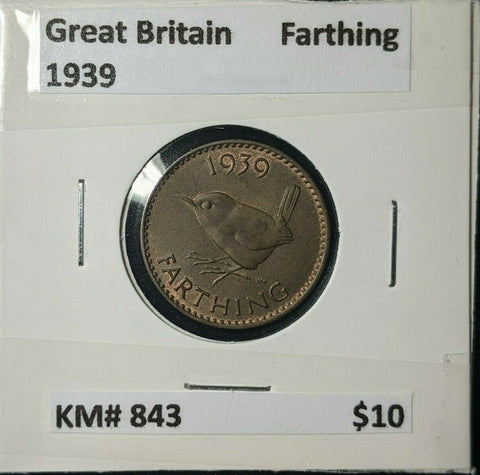 Great Britain Farthing
1939
1939
FARTHING
KM# 843 $10